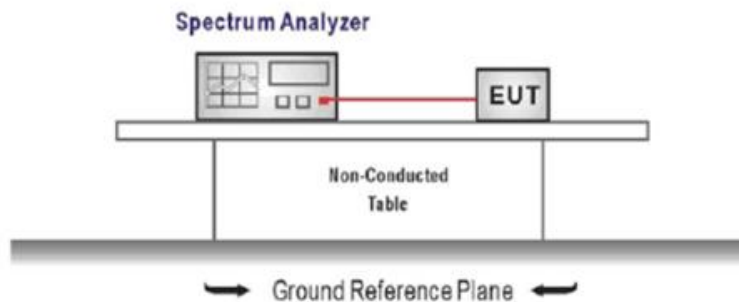 Spectrum Analyzer
EUT
Non-Conducted
Table
Ground Reference Plane